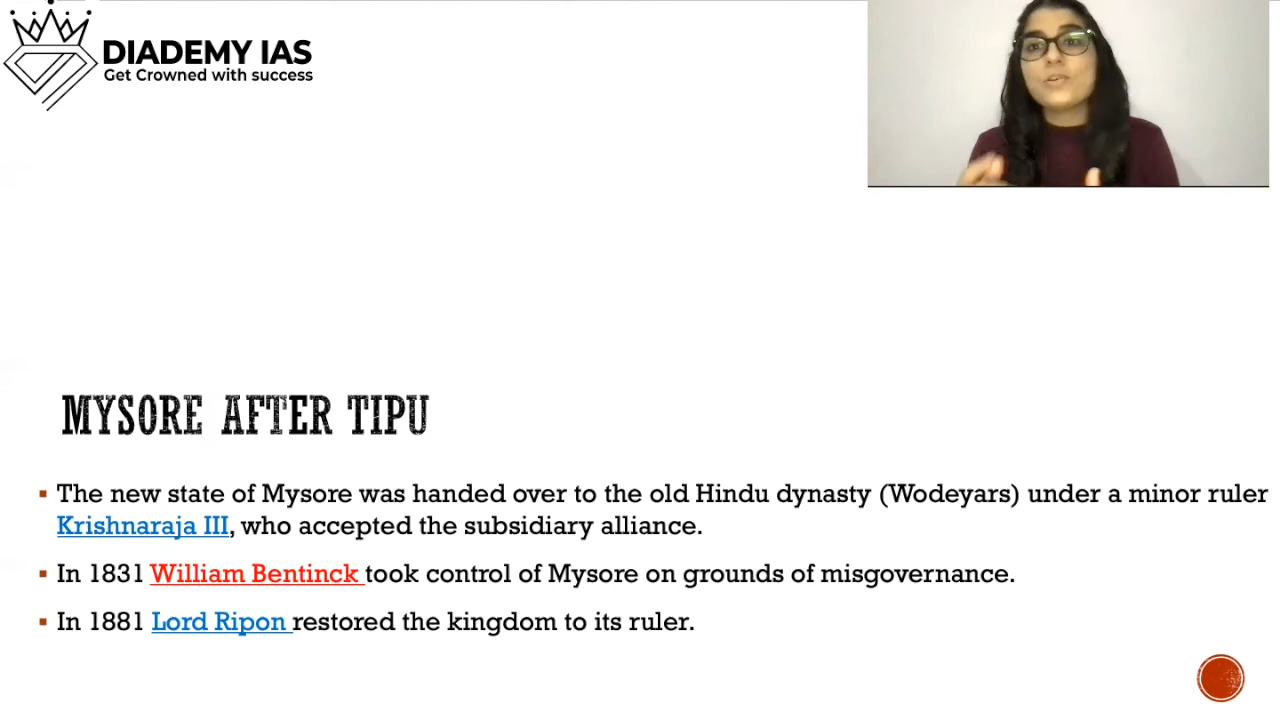 DIADEMY IAS
Get Crowned with success
MYSORE AFTER TIPU
▪ The new state of Mysore was handed over to the old Hindu dynasty (Wodeyars) under a minor ruler
Krishnaraja III, who accepted the subsidiary alliance.
▪ In 1831 William Bentinck took control of Mysore on grounds of misgovernance.
▪ In 1881 Lord Ripon restored the kingdom to its ruler.